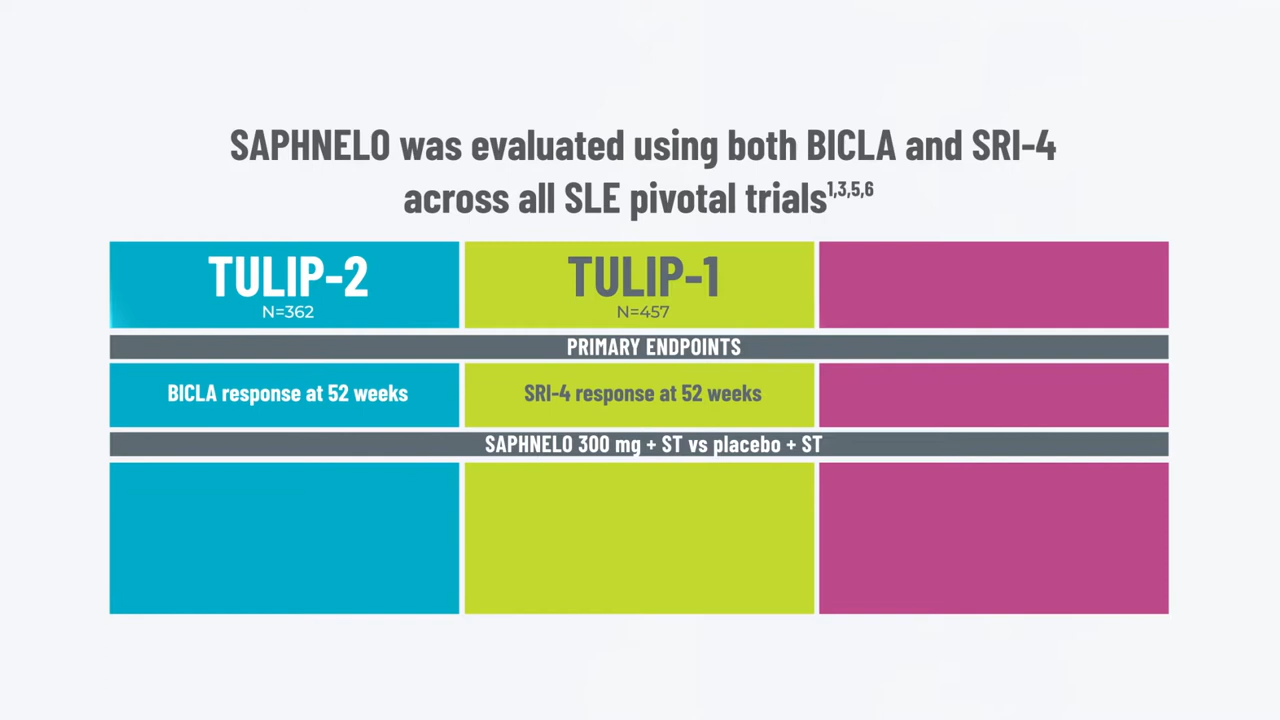 SAPHNELO was evaluated using both BICLA and SRI-4
across all SLE pivotal trials1,3,5,6
TULIP-2
N=362
TULIP-1
N=457
PRIMARY ENDPOINTS
BICLA response at 52 weeks
SRI-4 response at 52 weeks
SAPHNELO 300 mg + ST vs placebo + ST